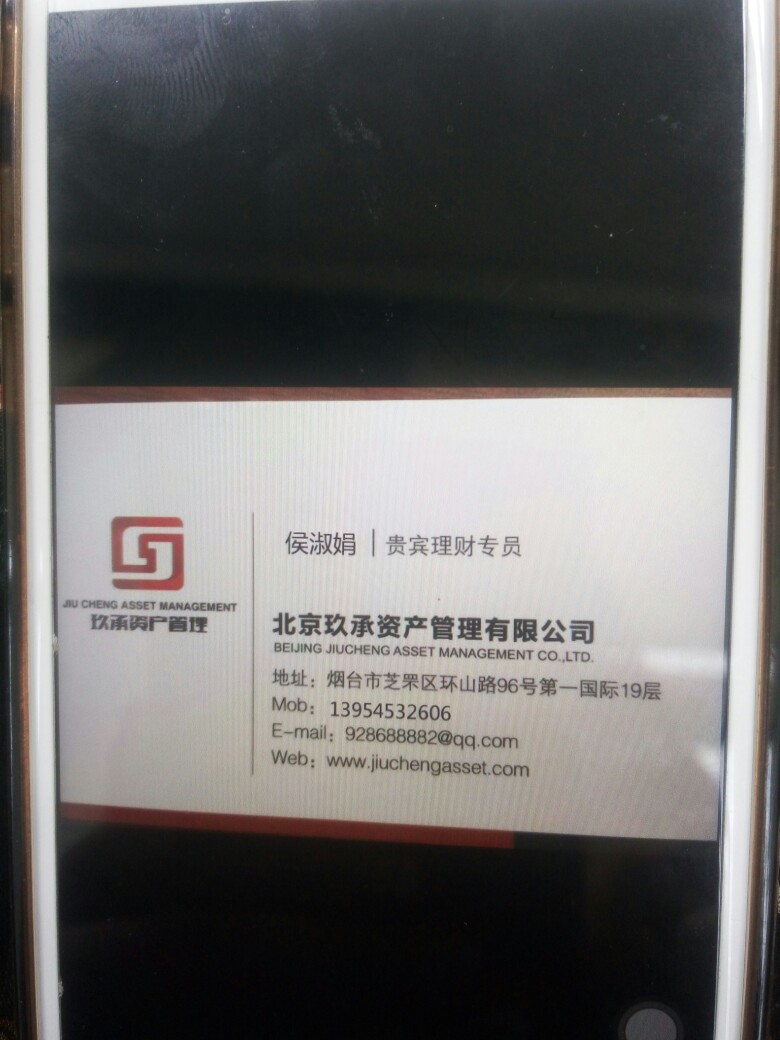 JIU CHENG ASSET MANAGEMENT
玖承资产管理
侯淑娟 | 贵宾理财专员
北京玖承资产管理有限公司
BEIJING JIUCHENG ASSET MANAGEMENT CO.,LTD.
地址：烟台市芝罘区环山路96号第一国际19层
Mob：13954532606
E-mail：928688882@qq.com
Web：www.jiuchengasset.com